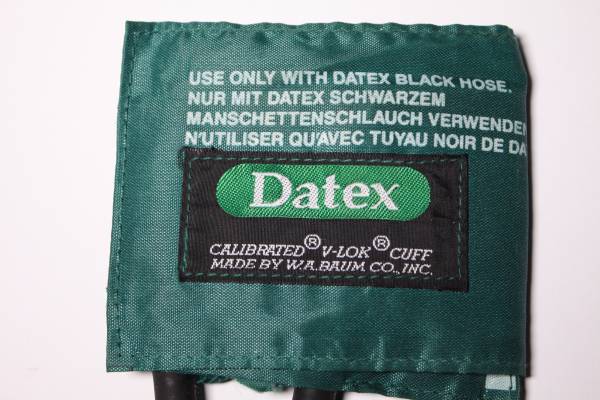 USE ONLY WITH DATEX BLACK HOSE.
NUR MIT DATEX SCHWARZEM
MANSCHETTENSCHLAUCH VERWENDEN
N'UTILISER QU'AVEC TUYAU NOIR DE DA
Datex
CALIBRATED® V-LOK® CUFF
MADE BY W.A.BAUM CO., INC.